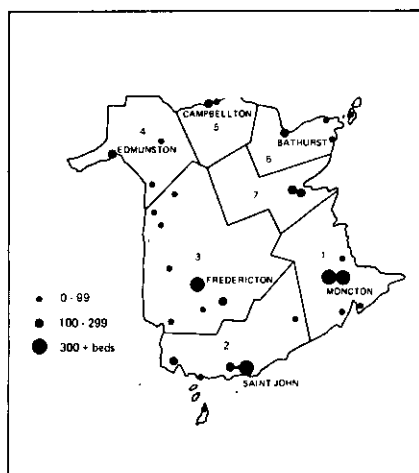 CAMPBELLTON
4
5
EDMUNSTON
BATHURST
6
7
3
1
FREDERICTON
MONCTON
0 - 99
100 - 299
300 + beds
2
SAINT JOHN